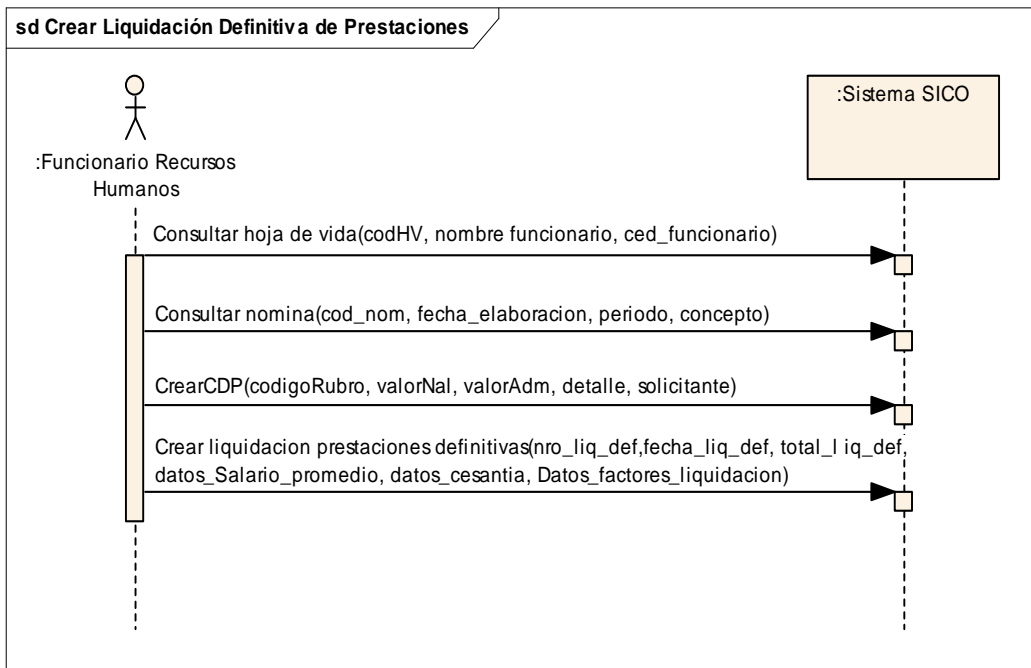 sd Crear Liquidación Definitiva de Prestaciones
:Funcionario Recursos
Humanos
:Sistema SICO
Consultar hoja de vida(codHV, nombre funcionario, ced_funcionario)
Consultar nomina(cod_nom, fecha_elaboracion, periodo, concepto)
CrearCDP(codigoRubro, valorNal, valorAdm, detalle, solicitante)
Crear liquidacion prestaciones definitivas(nro_liq_def,fecha_liq_def, total_l iq_def,
datos_Salario_promedio, datos_cesantia, Datos_factores_liquidacion)